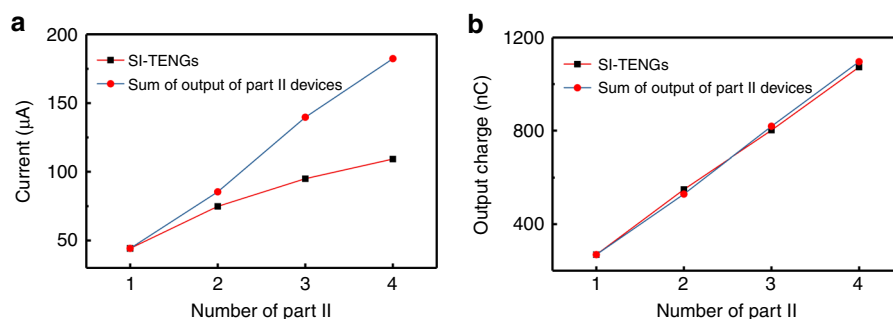 a
200
150
100
50
Current (μA)
SI-TENGs
Sum of output of part II devices
1 2 3 4
Number of part II
b
1200
800
400
Output charge (nC)
SI-TENGs
Sum of output of part II devices
1 2 3 4
Number of part II